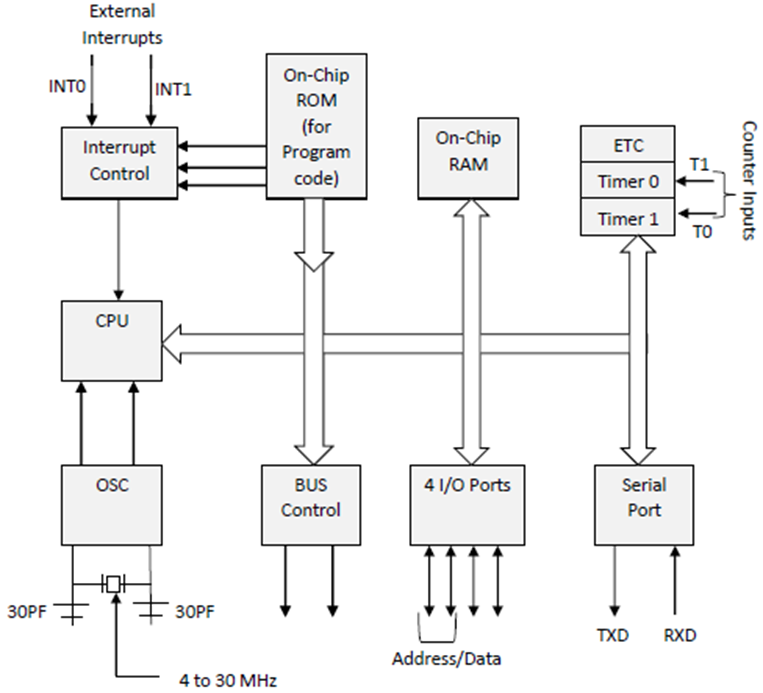 External
Interrupts
INT0
INT1
On-Chip
ROM
(for
Program
code)
Interrupt
Control
On-Chip
RAM
ETC
Timer 0
Timer 1
T1
T0
Counter Inputs
CPU
OSC
BUS
Control
4 I/O Ports
Serial
Port
30PF
30PF
4 to 30 MHz
Address/Data
TXD
RXD